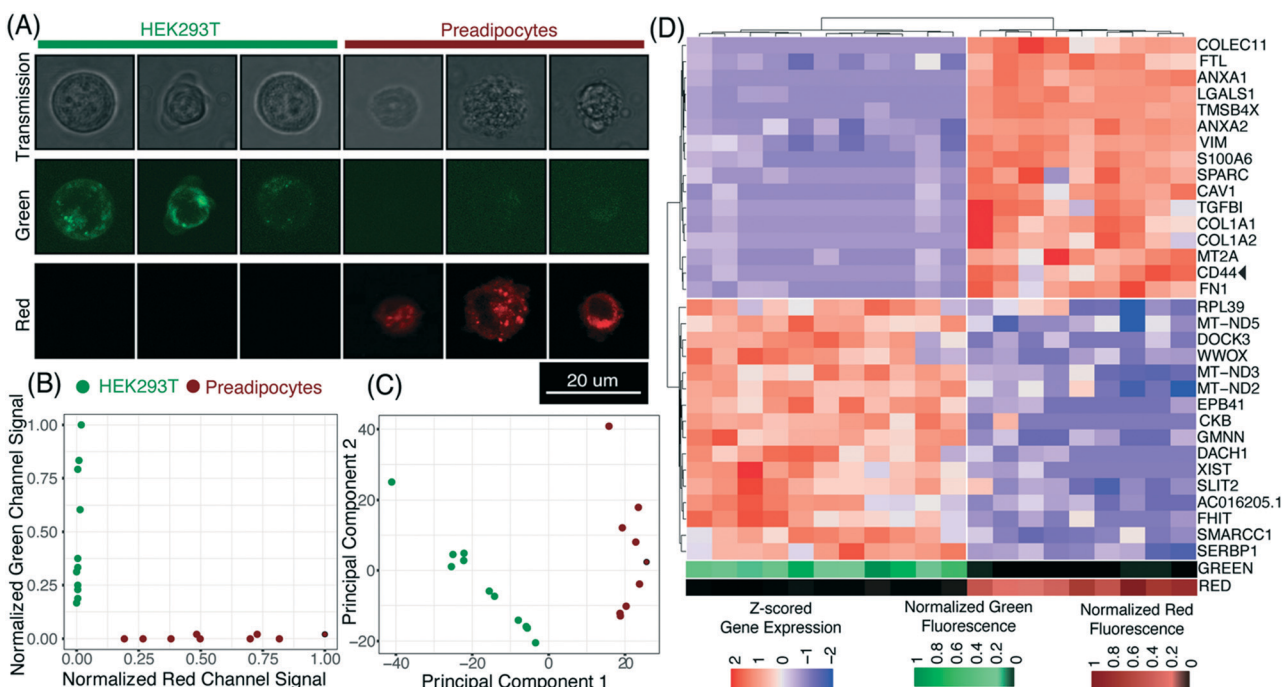 (A)
HEK293T
Preadipocytes
Transmission
Green
Red
20 um
(B)
HEK293T
Preadipocytes
Normalized Green Channel Signal
1.00
0.75
0.50
0.25
0.00
0.00 0.25 0.50 0.75 1.00
Normalized Red Channel Signal
(C)
Principal Component 2
40
20
0
−20
−40 −20 0 20
Principal Component 1
(D)
COLEC11
FTL
ANXA1
LGALS1
TMSB4X
ANXA2
VIM
S100A6
SPARC
CAV1
TGFBI
COL1A1
COL1A2
MT2A
CD44
FN1
RPL39
MT−ND5
DOCK3
WWOX
MT−ND3
MT−ND2
EPB41
CKB
GMNN
DACH1
XIST
SLIT2
AC016205.1
FHIT
SMARCC1
SERBP1
GREEN
RED
Z-scored
Gene Expression
2 1 0 −1 −2
Normalized Green
Fluorescence
1 0.8 0.6 0.4 0.2 0
Normalized Red
Fluorescence
1 0.8 0.6 0.4 0.2 0